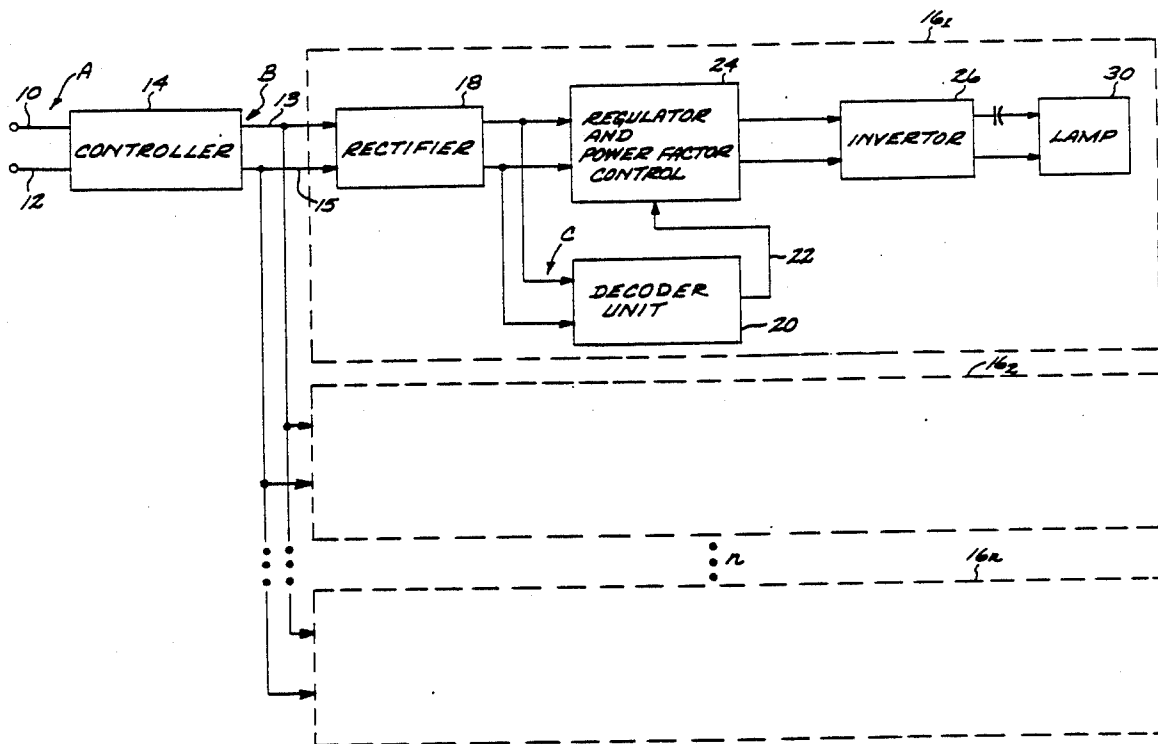 16₁
A
10
14
B
13
18
24
26
30
CONTROLLER
RECTIFIER
REGULATOR
AND
POWER FACTOR
CONTROL
INVERTOR
LAMP
12
15
C
22
DECODER
UNIT
20
16₂
n
16n